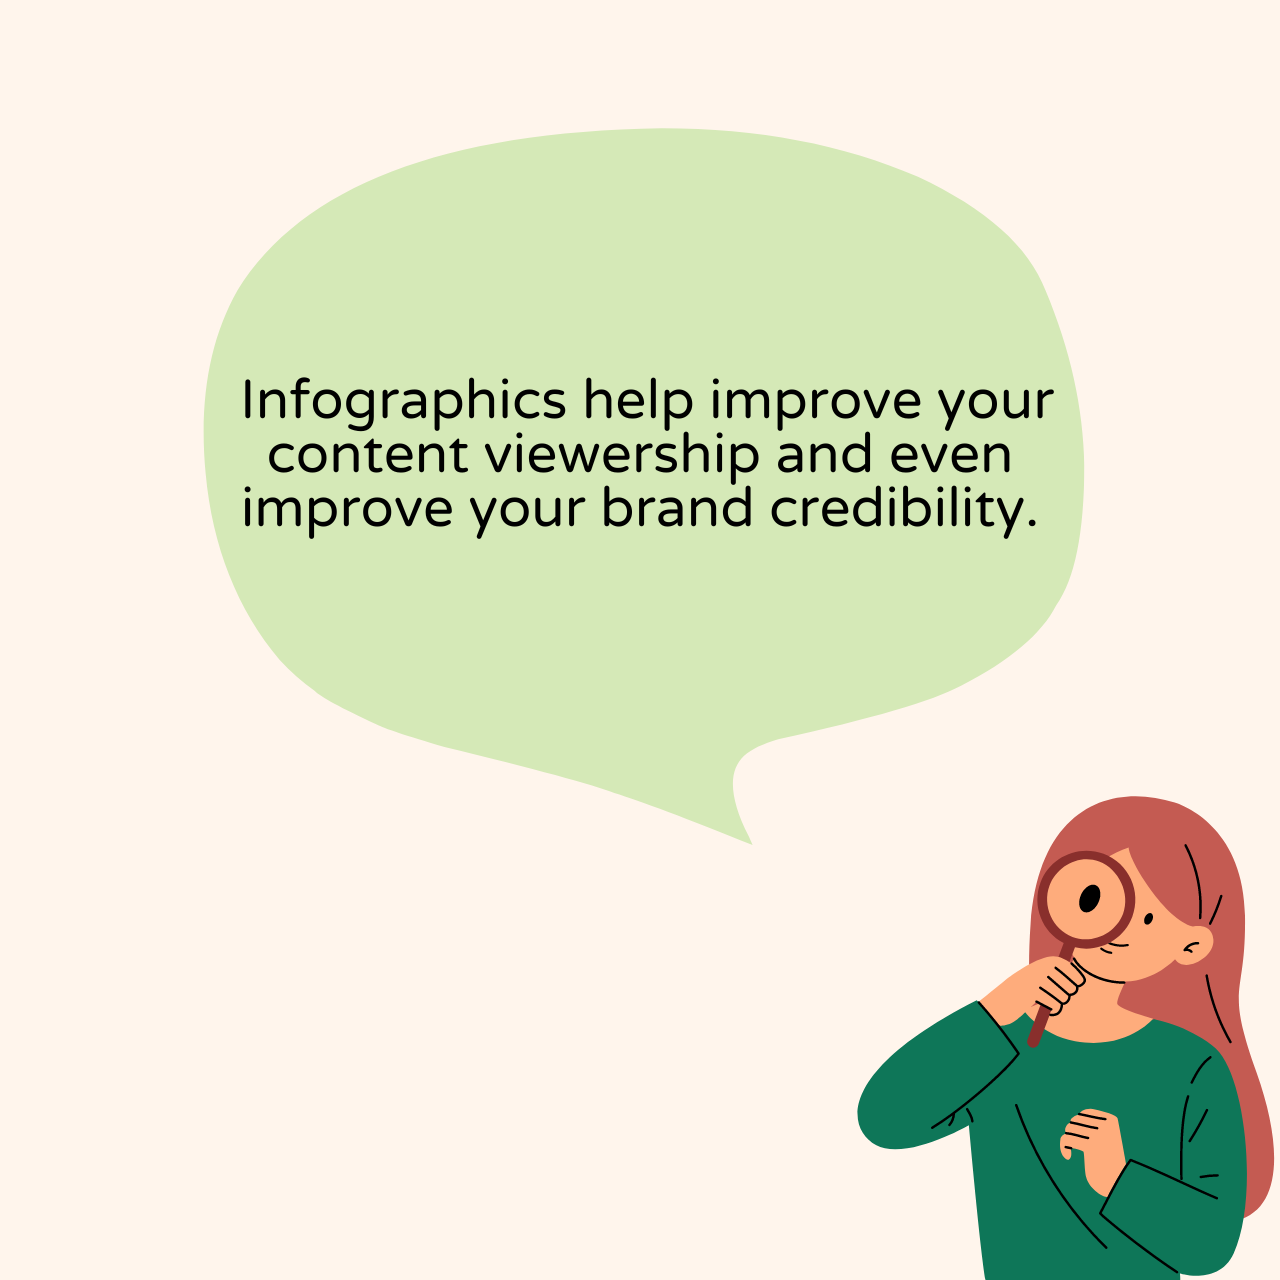 Infographics help improve your
content viewership and even
improve your brand credibility.